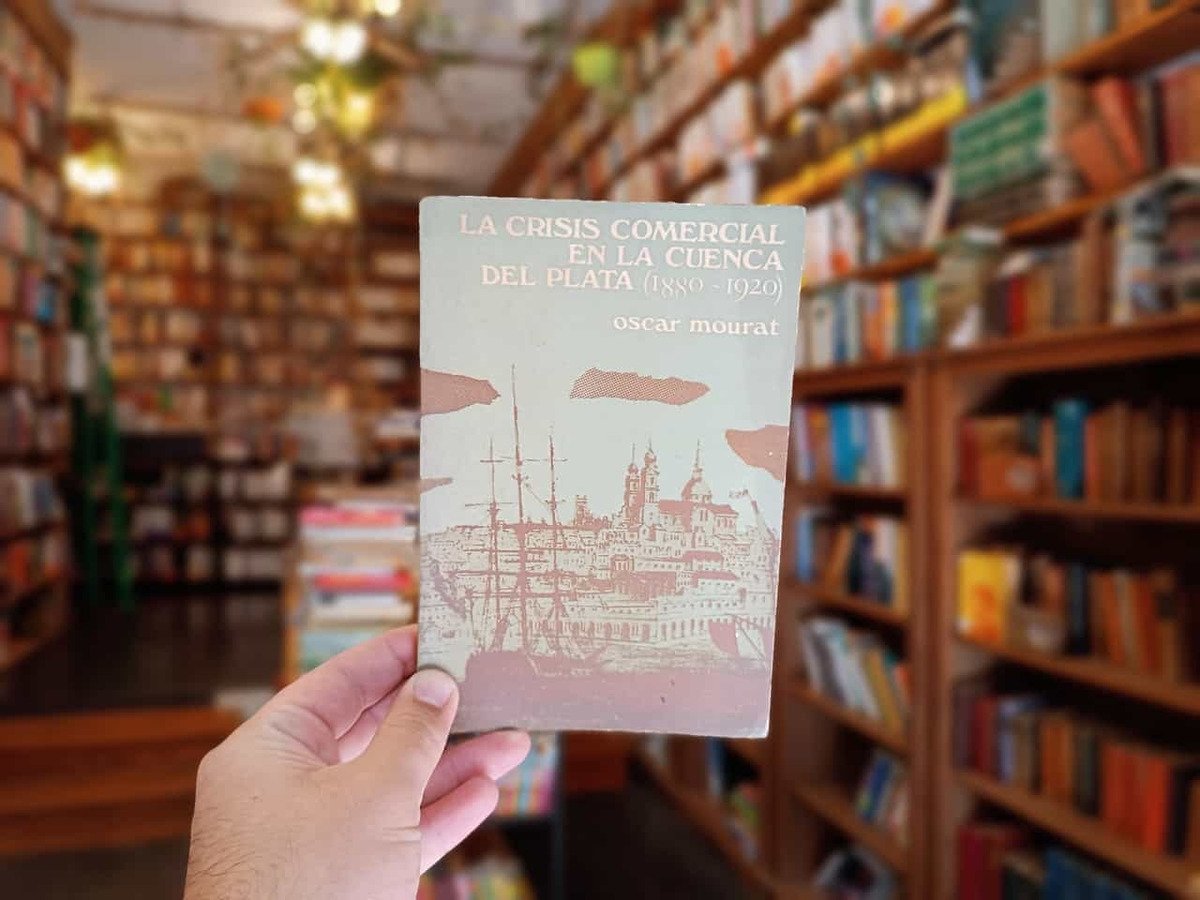 LA CRISIS COMERCIAL
EN LA CUENCA
DEL PLATA (1880 - 1920)
oscar mourat